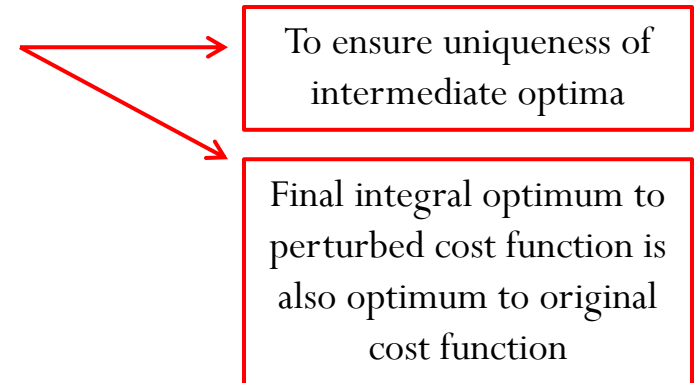 To ensure uniqueness of
intermediate optima
Final integral optimum to
perturbed cost function is
also optimum to original
cost function